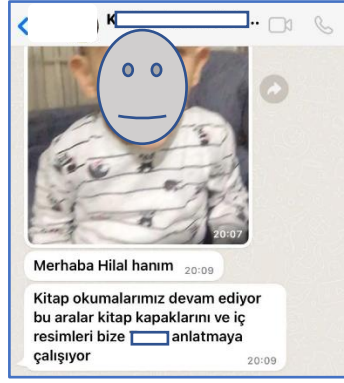 K ..
20:07
Merhaba Hilal hanım 20:09
Kitap okumalarımız devam ediyor
bu aralar kitap kapaklarını ve iç
resimleri bize anlatmaya
çalışıyor
20:09